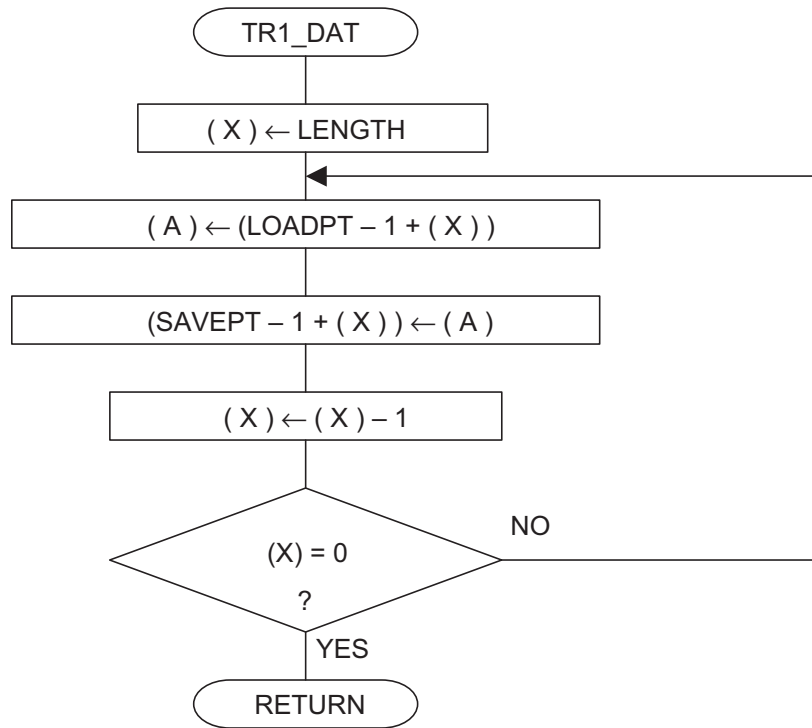 TR1_DAT
( X ) ← LENGTH
( A ) ← (LOADPT – 1 + ( X ) )
(SAVEPT – 1 + ( X ) ) ← ( A )
( X ) ← ( X ) – 1
NO
(X) = 0
?
YES
RETURN